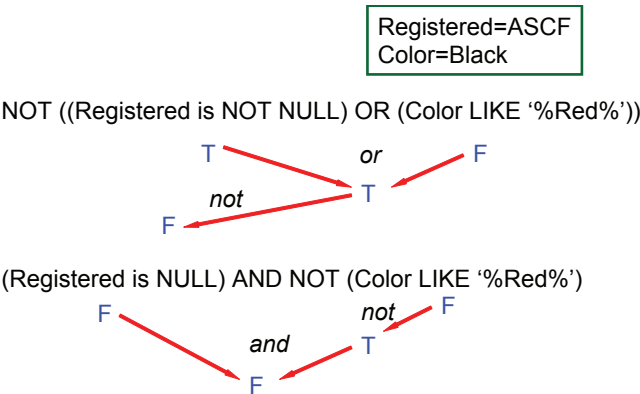 Registered=ASCF
Color=Black
NOT ((Registered is NOT NULL) OR (Color LIKE ‘%Red%’))
T or F
not T
F
(Registered is NULL) AND NOT (Color LIKE ‘%Red%’)
F not F
and T
F